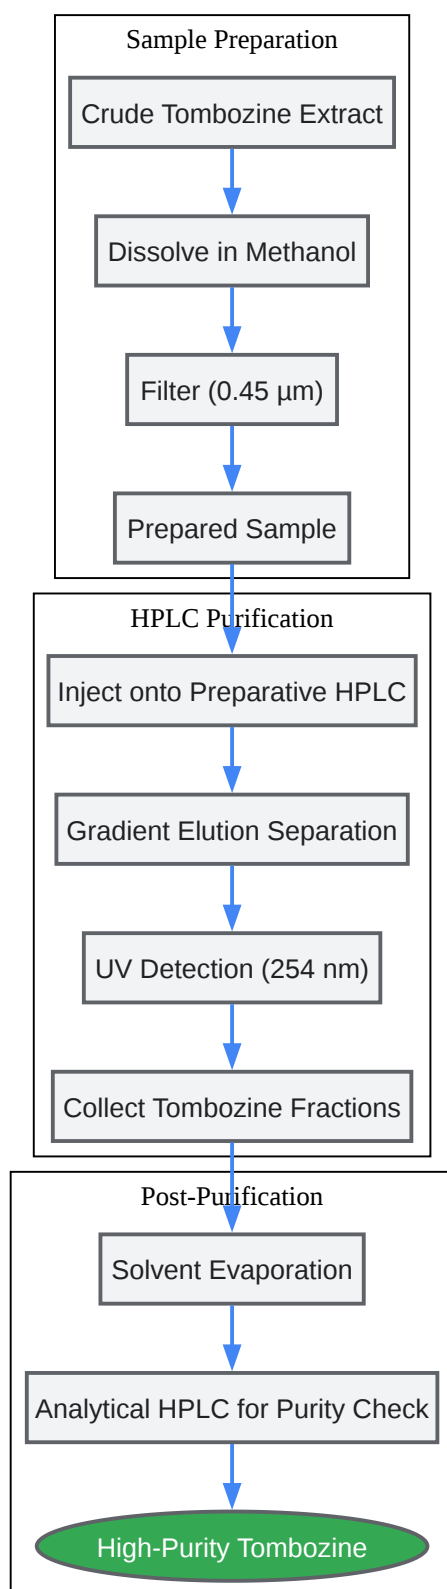 Sample Preparation
Crude Tombozine Extract
Dissolve in Methanol
Filter (0.45 µm)
Prepared Sample
HPLC Purification
Inject onto Preparative HPLC
Gradient Elution Separation
UV Detection (254 nm)
Collect Tombozine Fractions
Post-Purification
Solvent Evaporation
Analytical HPLC for Purity Check
High-Purity Tombozine